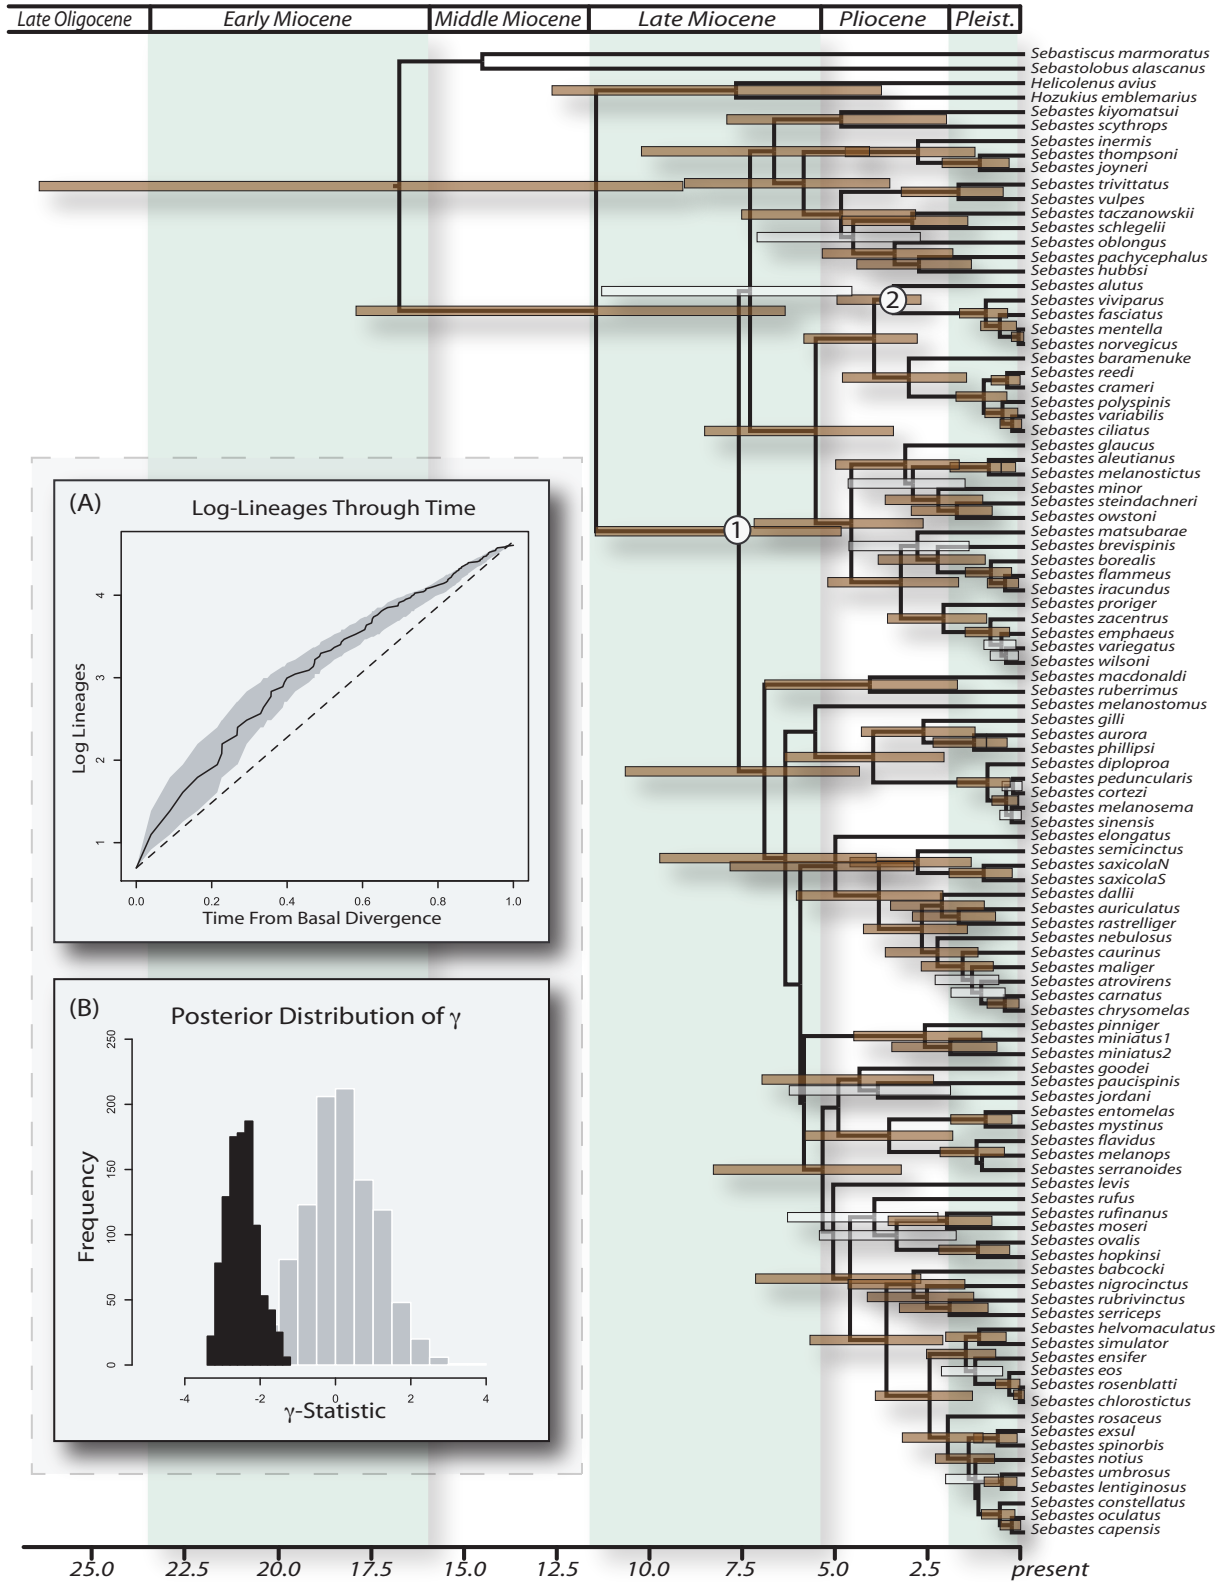 Late Oligocene Early Miocene Middle Miocene Late Miocene Pliocene Pleist.
Sebastiscus marmoratus
Sebastolobus alascanus
Helicolenus avius
Hozukius emblemarius
Sebastes kiyomatsui
Sebastes scythrops
Sebastes inermis
Sebastes thompsoni
Sebastes joyneri
Sebastes trivittatus
Sebastes vulpes
Sebastes taczanowskii
Sebastes schlegelii
Sebastes oblongus
Sebastes pachycephalus
Sebastes hubbsi
Sebastes alutus
Sebastes viviparus
Sebastes fasciatus
Sebastes mentella
Sebastes norvegicus
Sebastes baramenuke
Sebastes reedi
Sebastes crameri
Sebastes polyspinis
Sebastes variabilis
Sebastes ciliatus
Sebastes glaucus
Sebastes aleutianus
Sebastes melanostictus
Sebastes minor
Sebastes steindachneri
Sebastes owstoni
Sebastes matsubarae
Sebastes brevispinis
Sebastes borealis
Sebastes flammeus
Sebastes iracundus
Sebastes proriger
Sebastes zacentrus
Sebastes emphaeus
Sebastes variegatus
Sebastes wilsoni
Sebastes macdonaldi
Sebastes ruberrimus
Sebastes melanostomus
Sebastes gilli
Sebastes aurora
Sebastes phillipsi
Sebastes diploproa
Sebastes peduncularis
Sebastes cortezi
Sebastes melanosema
Sebastes sinensis
Sebastes elongatus
Sebastes semicinctus
Sebastes saxicolaN
Sebastes saxicolaS
Sebastes dallii
Sebastes auriculatus
Sebastes rastrelliger
Sebastes nebulosus
Sebastes caurinus
Sebastes maliger
Sebastes atrovirens
Sebastes carnatus
Sebastes chrysomelas
Sebastes pinniger
Sebastes miniatus1
Sebastes miniatus2
Sebastes goodei
Sebastes paucispinis
Sebastes jordani
Sebastes entomelas
Sebastes mystinus
Sebastes flavidus
Sebastes melanops
Sebastes serranoides
Sebastes levis
Sebastes rufus
Sebastes rufinanus
Sebastes moseri
Sebastes ovalis
Sebastes hopkinsi
Sebastes babcocki
Sebastes nigrocinctus
Sebastes rubrivinctus
Sebastes serriceps
Sebastes helvomaculatus
Sebastes simulator
Sebastes ensifer
Sebastes eos
Sebastes rosenblatti
Sebastes chlorostictus
Sebastes rosaceus
Sebastes exsul
Sebastes spinorbis
Sebastes notius
Sebastes umbrosus
Sebastes lentiginosus
Sebastes constellatus
Sebastes oculatus
Sebastes capensis
2
1
(A)
Log-Lineages Through Time
Log Lineages
4
3
2
1
0.0 0.2 0.4 0.6 0.8 1.0
Time From Basal Divergence
(B)
Posterior Distribution of γ
Frequency
250
200
150
100
50
0
-4 -2 0 2 4
γ-Statistic
25.0 22.5 20.0 17.5 15.0 12.5 10.0 7.5 5.0 2.5 present